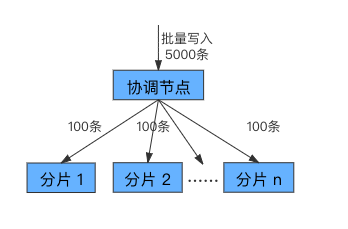 批量写入
5000条
协调节点
100条
100条
100条
分片 1
分片 2
……
分片 n